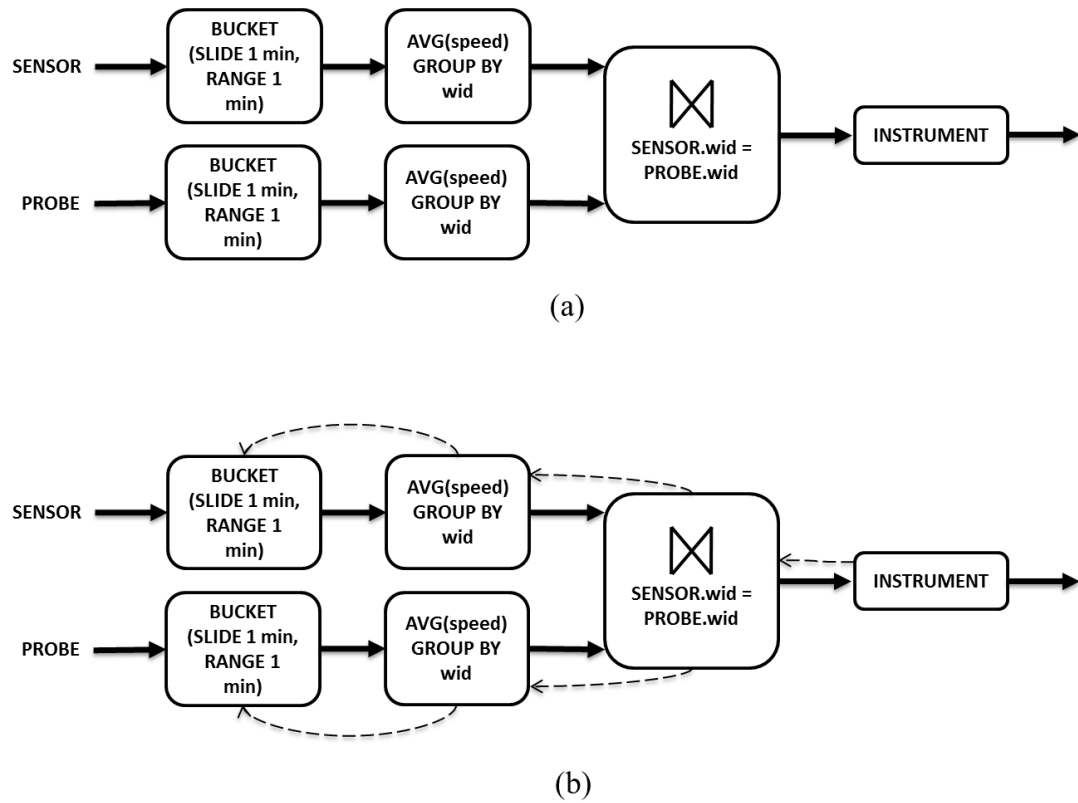 SENSOR
BUCKET
(SLIDE 1 min,
RANGE 1
min)
AVG(speed)
GROUP BY
wid
PROBE
BUCKET
(SLIDE 1 min,
RANGE 1
min)
AVG(speed)
GROUP BY
wid
SENSOR.wid =
PROBE.wid
INSTRUMENT
(a)
SENSOR
BUCKET
(SLIDE 1 min,
RANGE 1
min)
AVG(speed)
GROUP BY
wid
PROBE
BUCKET
(SLIDE 1 min,
RANGE 1
min)
AVG(speed)
GROUP BY
wid
SENSOR.wid =
PROBE.wid
INSTRUMENT
(b)